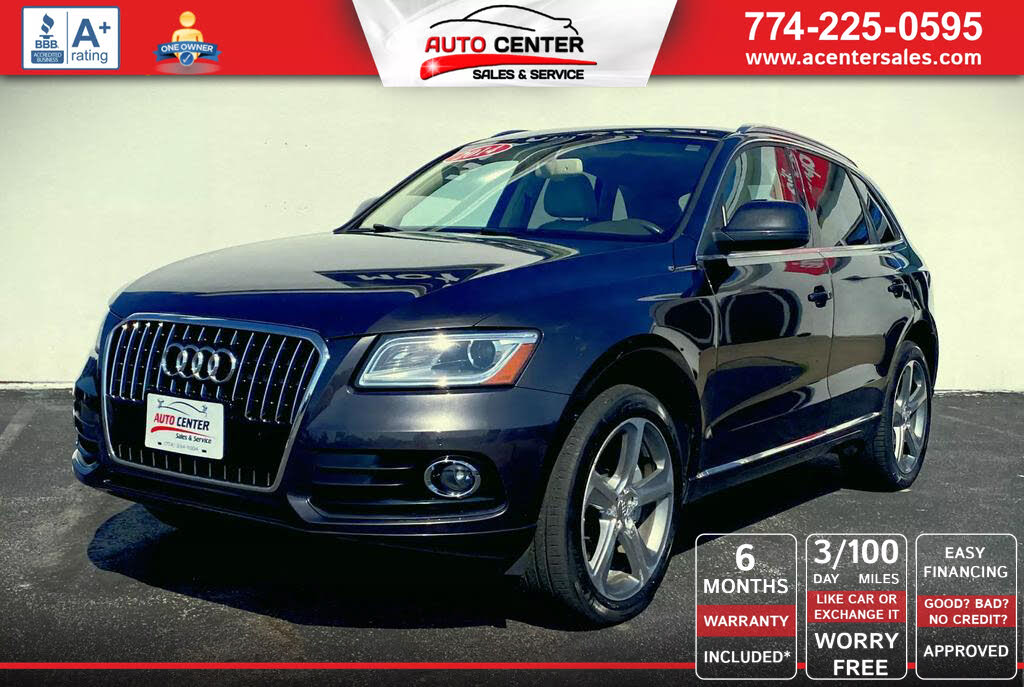 BBB.
ACCREDITED
BUSINESS
A+
rating
ONE OWNER
AUTO CENTER
SALES & SERVICE
774-225-0595
www.acentersales.com
AUTO CENTER
Sales & Service
6
MONTHS
WARRANTY
INCLUDED*
3/100
DAY MILES
LIKE CAR OR
EXCHANGE IT
WORRY
FREE
EASY
FINANCING
GOOD? BAD?
NO CREDIT?
APPROVED